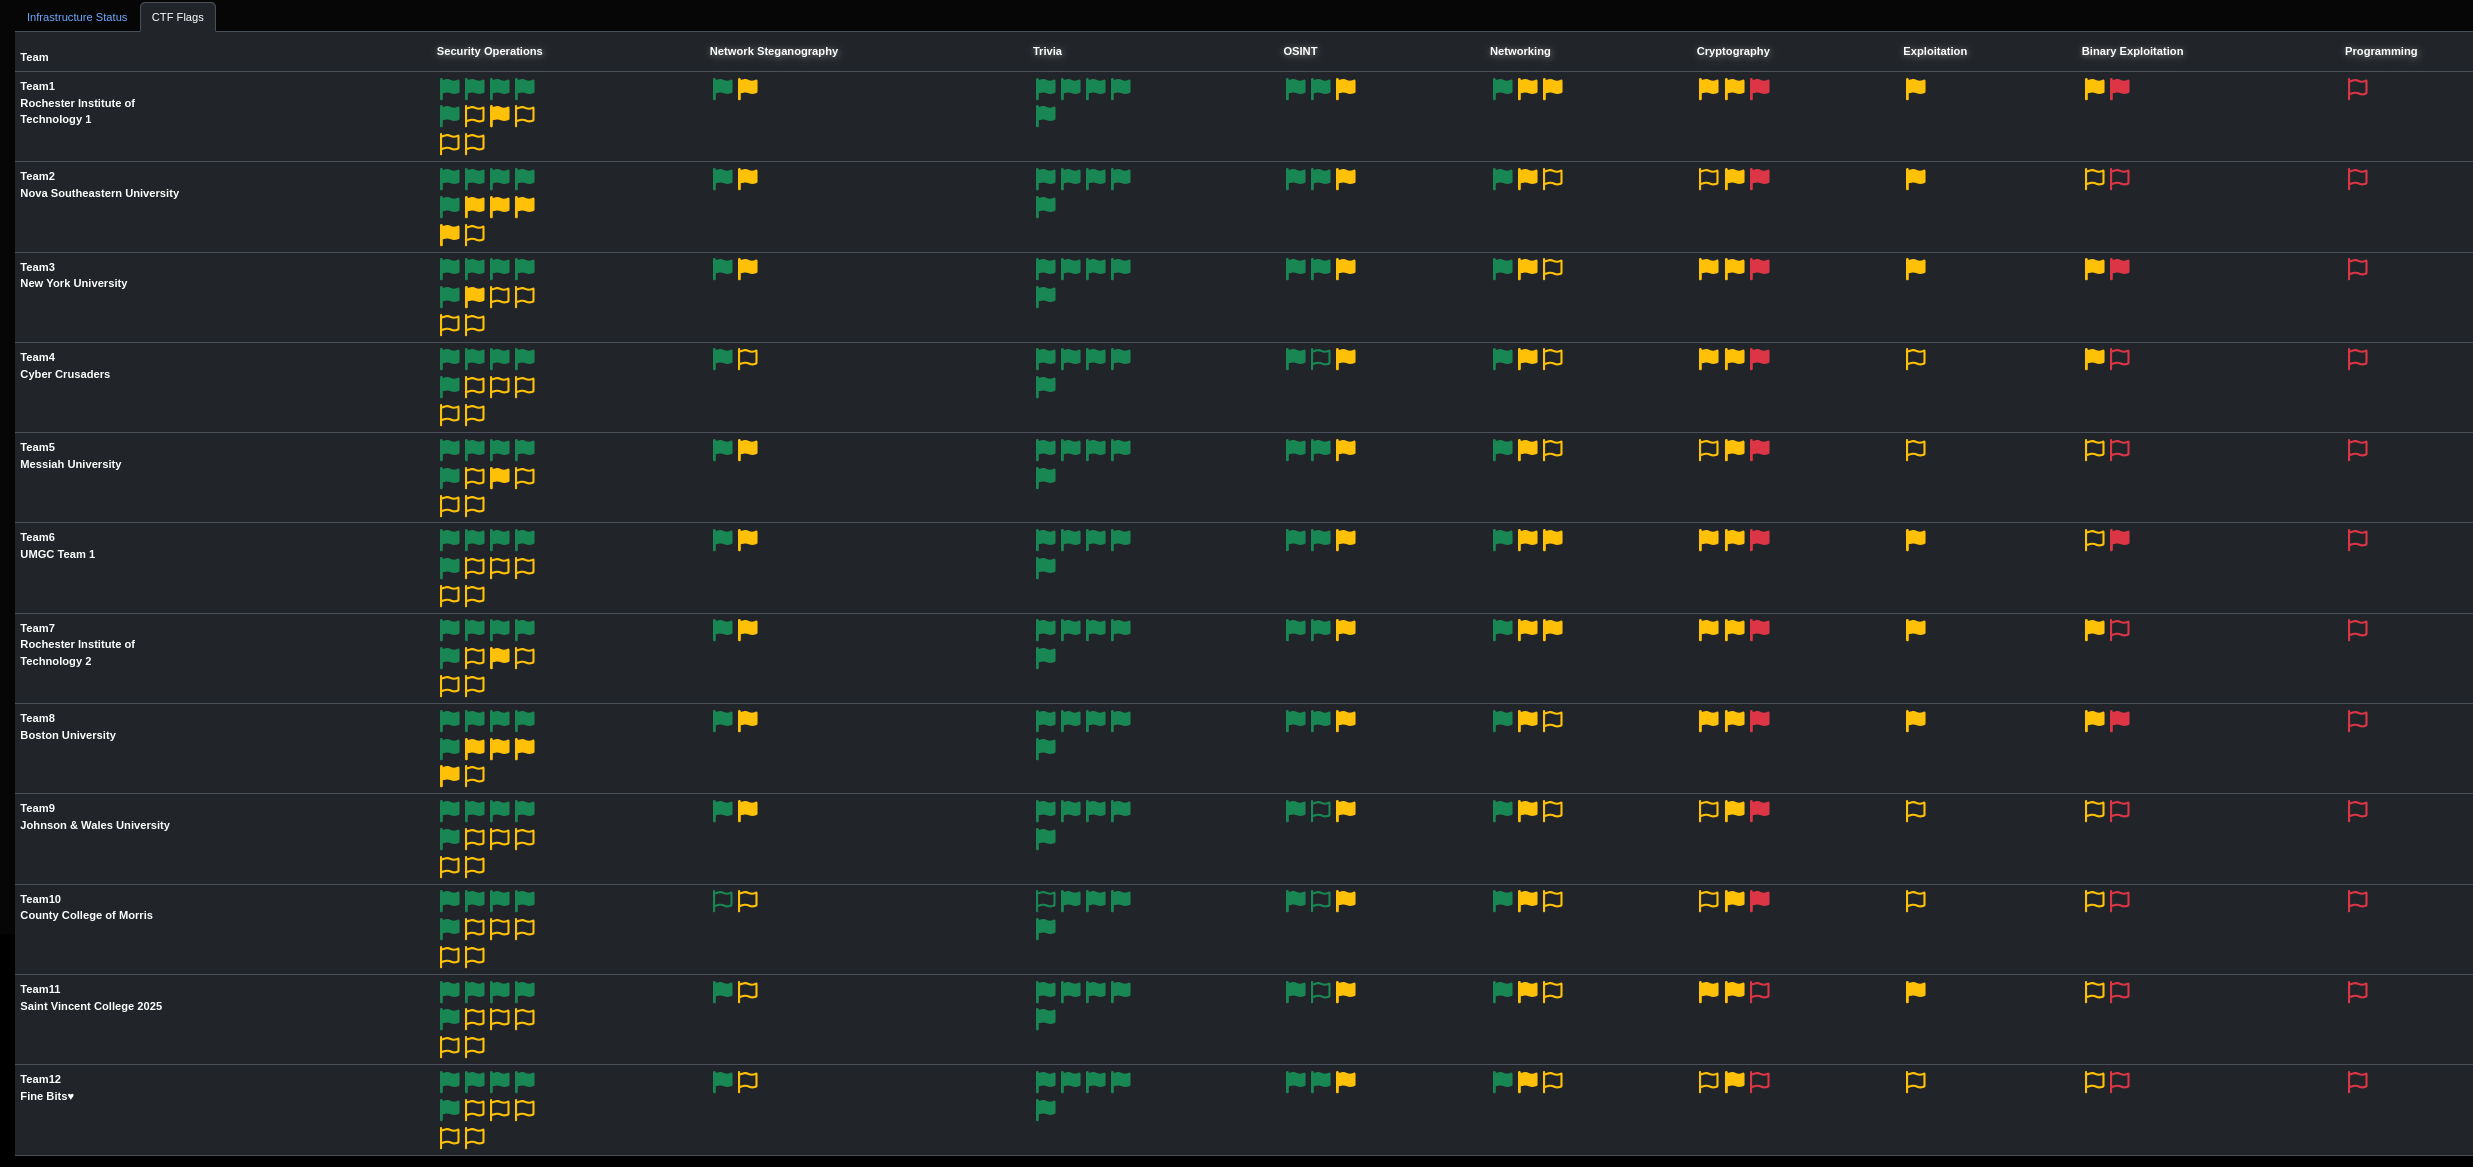 Infrastructure Status CTF Flags
Team Security Operations Network Steganography Trivia OSINT Networking Cryptography Exploitation Binary Exploitation Programming
Team1
Rochester Institute of
Technology 1
Team2
Nova Southeastern University
Team3
New York University
Team4
Cyber Crusaders
Team5
Messiah University
Team6
UMGC Team 1
Team7
Rochester Institute of
Technology 2
Team8
Boston University
Team9
Johnson & Wales University
Team10
County College of Morris
Team11
Saint Vincent College 2025
Team12
Fine Bits♥